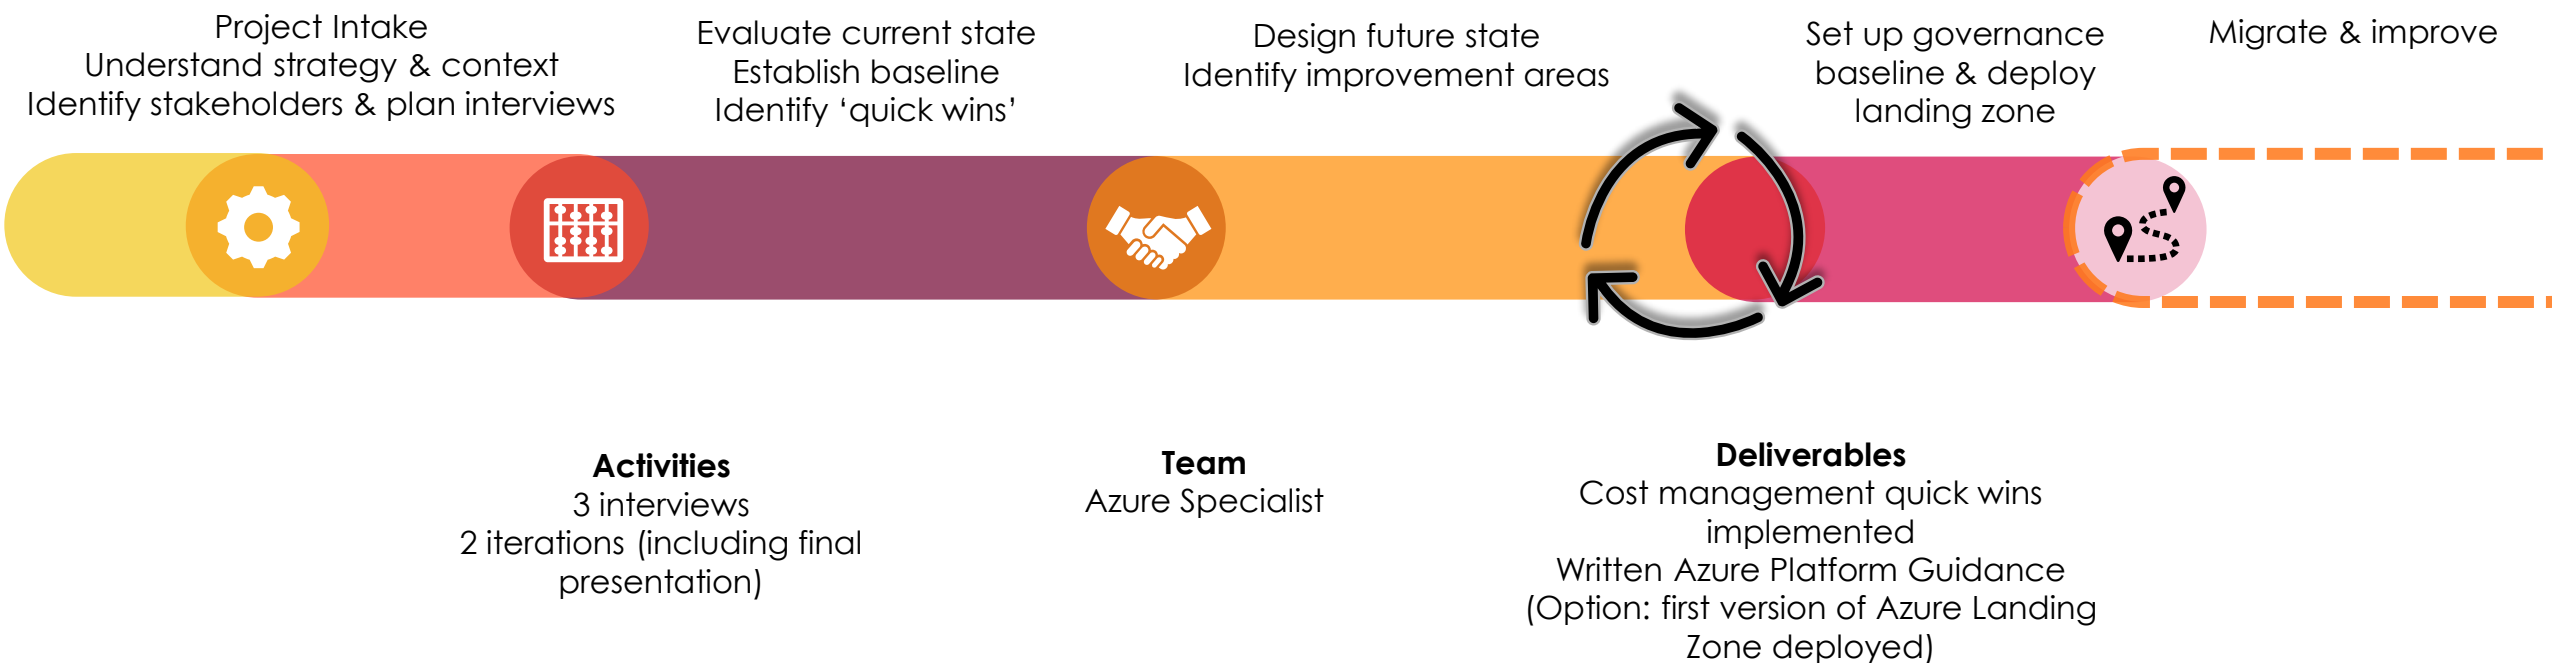 Project Intake
Understand strategy & context
Identify stakeholders & plan interviews
Evaluate current state
Establish baseline
Identify ‘quick wins’
Design future state
Identify improvement areas
Set up governance
baseline & deploy
landing zone
Migrate & improve
Activities
3 interviews
2 iterations (including final
presentation)
Team
Azure Specialist
Deliverables
Cost management quick wins
implemented
Written Azure Platform Guidance
(Option: first version of Azure Landing
Zone deployed)